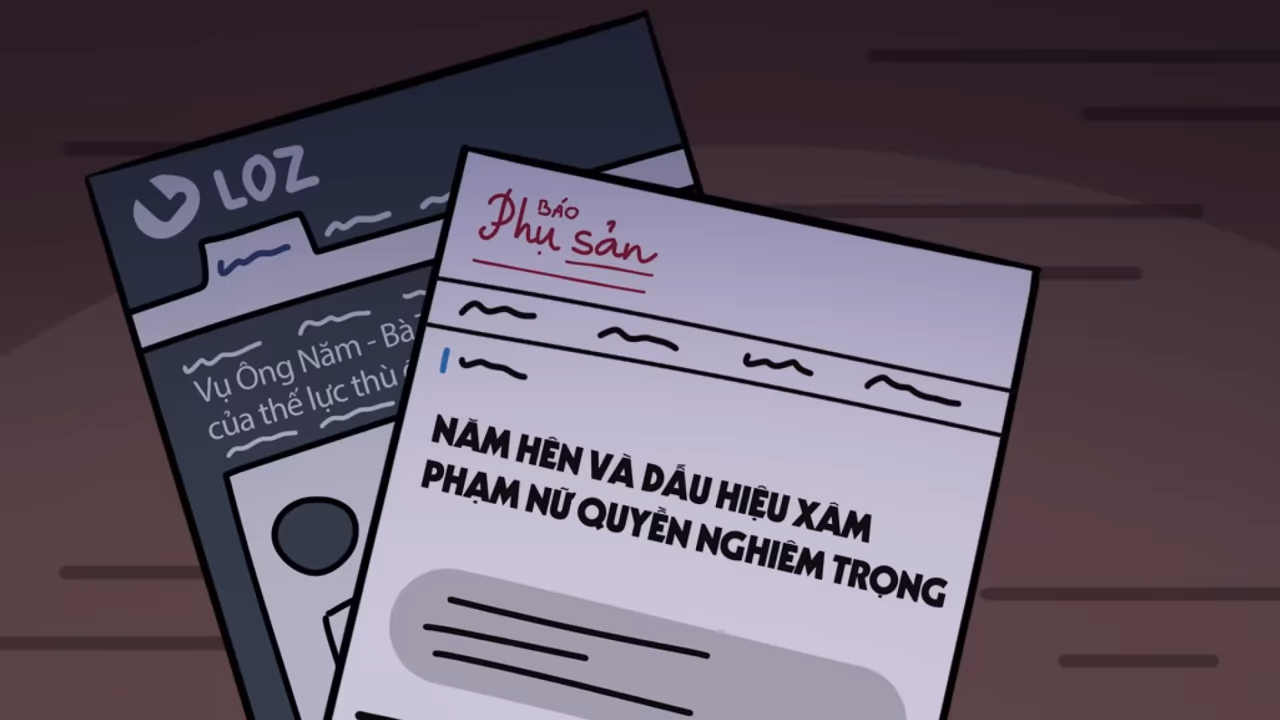 LOZ
Vụ Ông Năm - Bà
của thế lực thù
BÁO
Phụ sản
NĂM HÊN VÀ DẤU HIỆU XÂM
PHẠM NỮ QUYỀN NGHIÊM TRỌNG